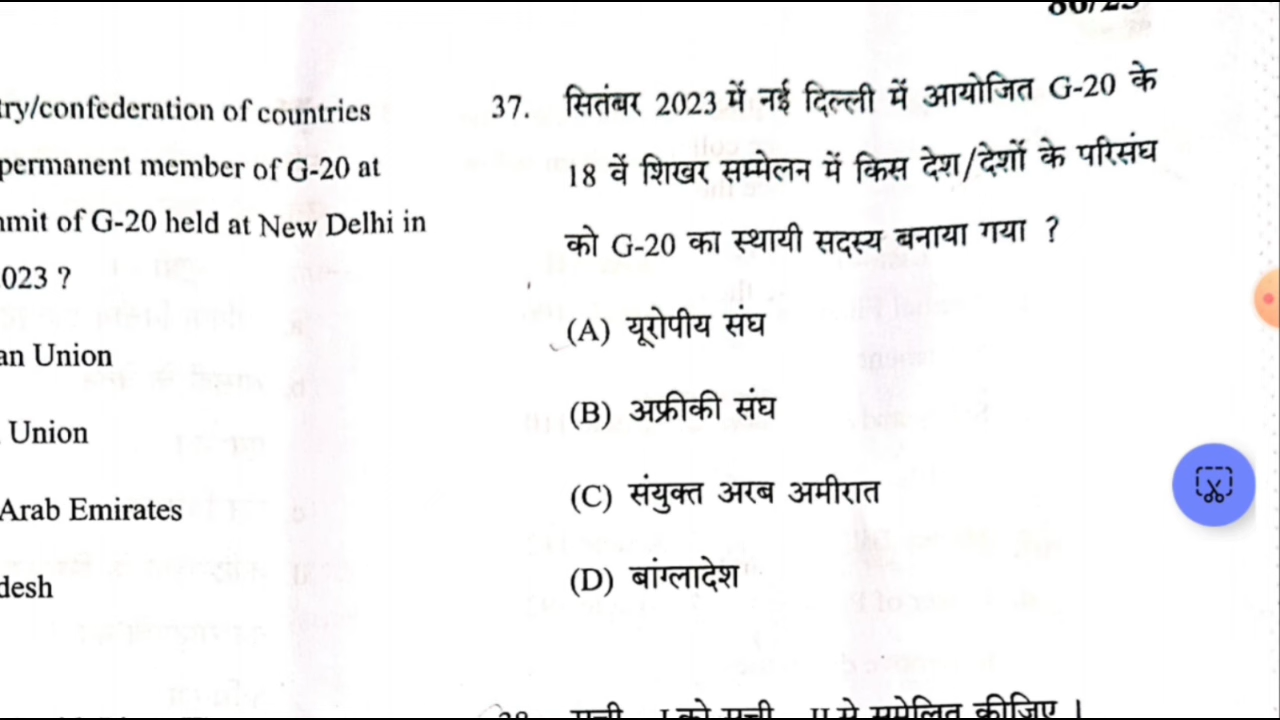 try/confederation of countries
permanent member of G-20 at
mit of G-20 held at New Delhi in
023 ?
an Union
Union
Arab Emirates
desh
37. सितंबर 2023 में नई दिल्ली में आयोजित G-20 के
18 वें शिखर सम्मेलन में किस देश/देशों के परिसंघ
को G-20 का स्थायी सदस्य बनाया गया ?
(A) यूरोपीय संघ
(B) अफ्रीकी संघ
(C) संयुक्त अरब अमीरात
(D) बांग्लादेश